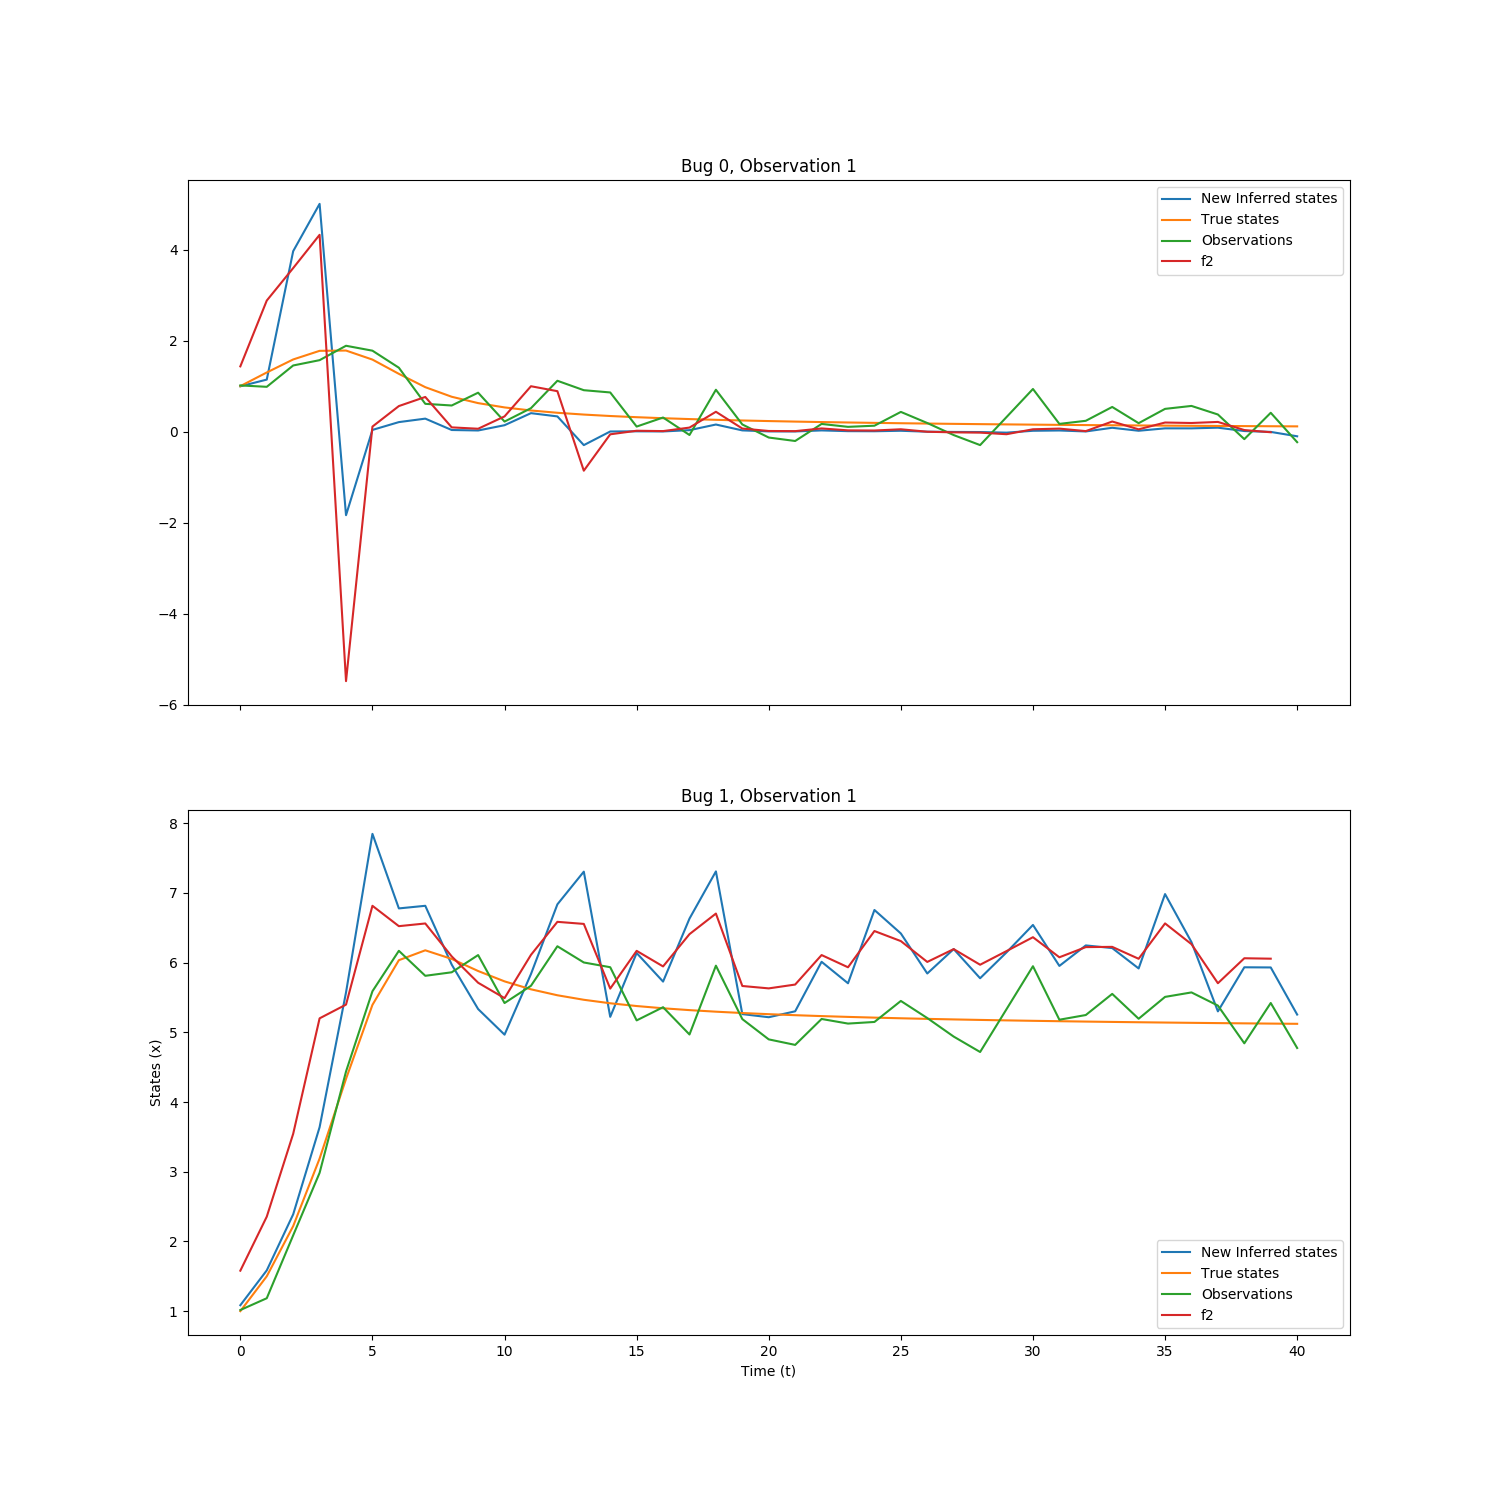 Bug 0, Observation 1
New Inferred states
True states
Observations
f2
4
2
0
−2
−4
−6
Bug 1, Observation 1
8
7
6
5
4
3
2
1
States (x)
New Inferred states
True states
Observations
f2
0 5 10 15 20 25 30 35 40
Time (t)